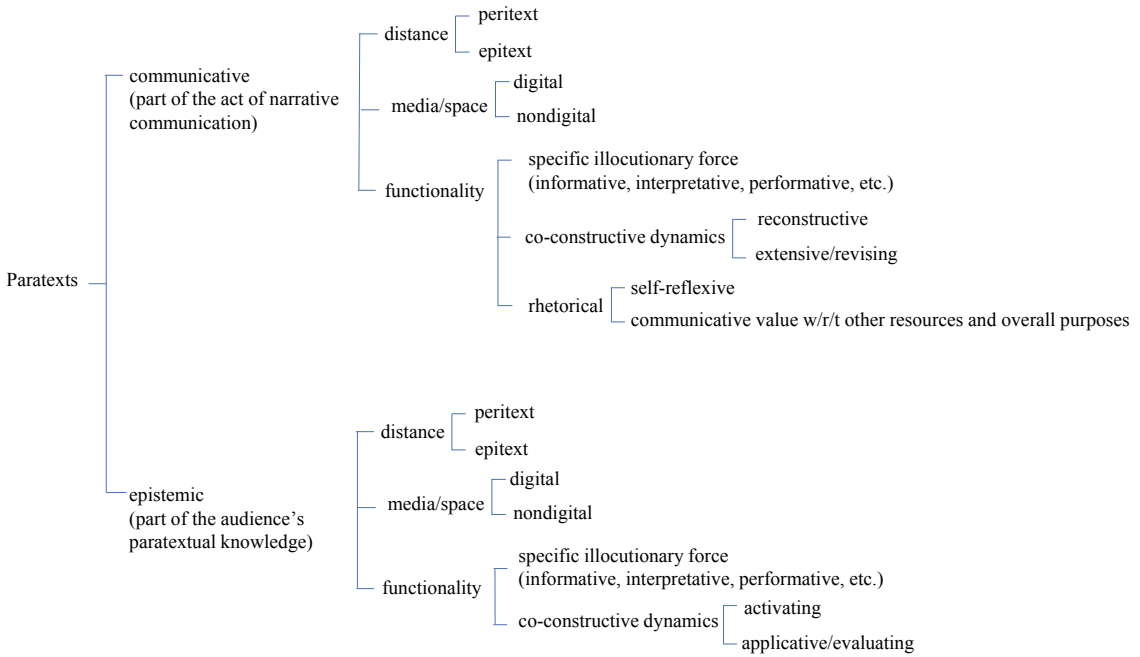 Paratexts
communicative
(part of the act of narrative
communication)
distance
peritext
epitext
media/space
digital
nondigital
functionality
specific illocutionary force
(informative, interpretative, performative, etc.)
co-constructive dynamics
reconstructive
extensive/revising
rhetorical
self-reflexive
communicative value w/r/t other resources and overall purposes
epistemic
(part of the audience’s
paratextual knowledge)
distance
peritext
epitext
media/space
digital
nondigital
functionality
specific illocutionary force
(informative, interpretative, performative, etc.)
co-constructive dynamics
activating
applicative/evaluating